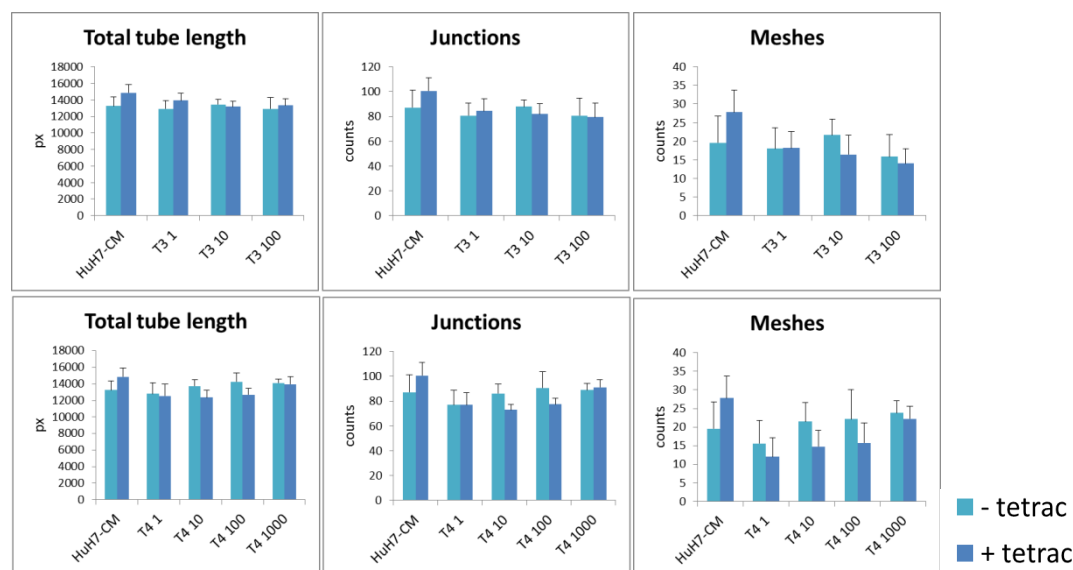 Total tube length
18000
16000
14000
12000
10000
8000
6000
4000
2000
0
px
HuH7-CM
T3 1
T3 10
T3 100
Junctions
120
100
80
60
40
20
0
counts
HuH7-CM
T3 1
T3 10
T3 100
Meshes
40
35
30
25
20
15
10
5
0
counts
HuH7-CM
T3 1
T3 10
T3 100
Total tube length
18000
16000
14000
12000
10000
8000
6000
4000
2000
0
px
HuH7-CM
T4 1
T4 10
T4 100
T4 1000
Junctions
120
100
80
60
40
20
0
counts
HuH7-CM
T4 1
T4 10
T4 100
T4 1000
Meshes
40
35
30
25
20
15
10
5
0
counts
HuH7-CM
T4 1
T4 10
T4 100
T4 1000
- tetrac
+ tetrac